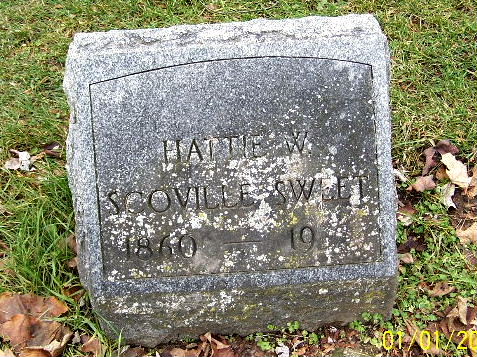 HATTIE W.
SCOVILLE SWEET
1860 — 19
01/01/20